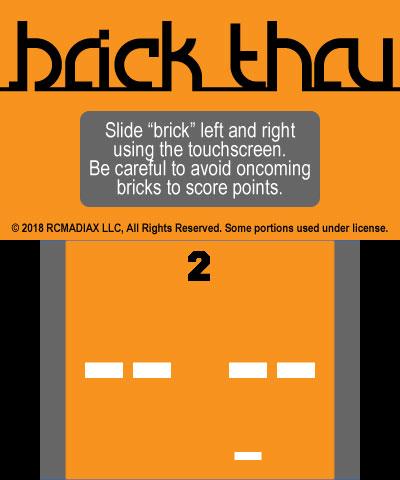 brick thru
Slide “brick” left and right
using the touchscreen.
Be careful to avoid oncoming
bricks to score points.
© 2018 RCMADIAX LLC, All Rights Reserved. Some portions used under license.
2